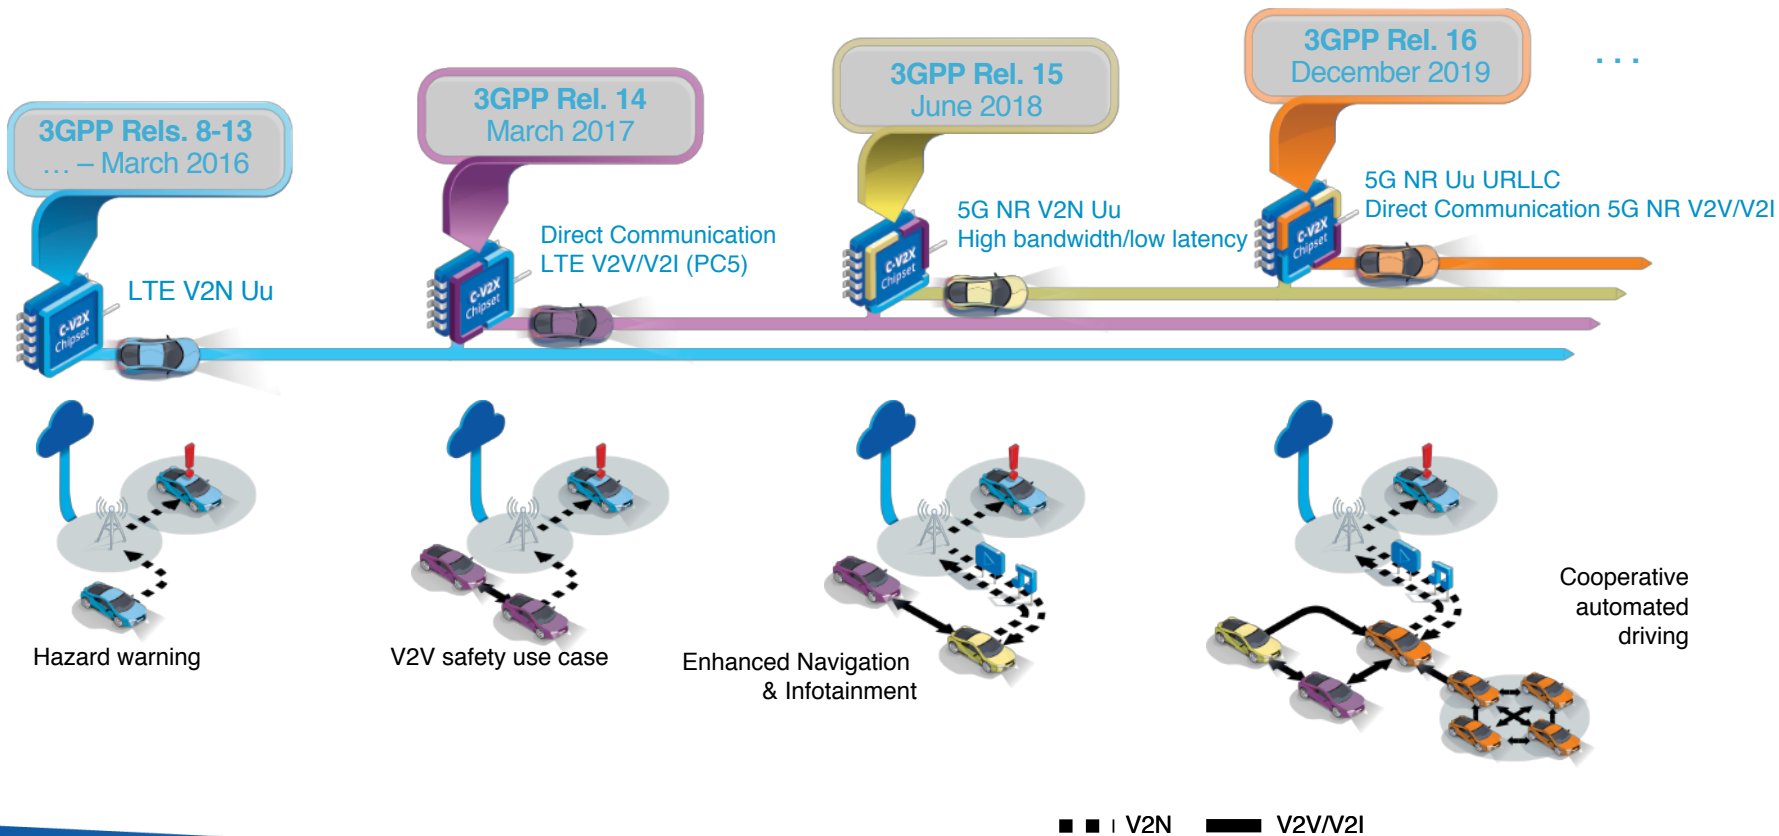 3GPP Rels. 8-13
... – March 2016
LTE V2N Uu
C-V2X
Chipset
3GPP Rel. 14
March 2017
Direct Communication
LTE V2V/V2I (PC5)
C-V2X
Chipset
3GPP Rel. 15
June 2018
5G NR V2N Uu
High bandwidth/low latency
C-V2X
Chipset
3GPP Rel. 16
December 2019
5G NR Uu URLLC
Direct Communication 5G NR V2V/V2I
C-V2X
Chipset
. . .
Hazard warning
V2V safety use case
Enhanced Navigation
& Infotainment
Cooperative
automated
driving
V2N
V2V/V2I